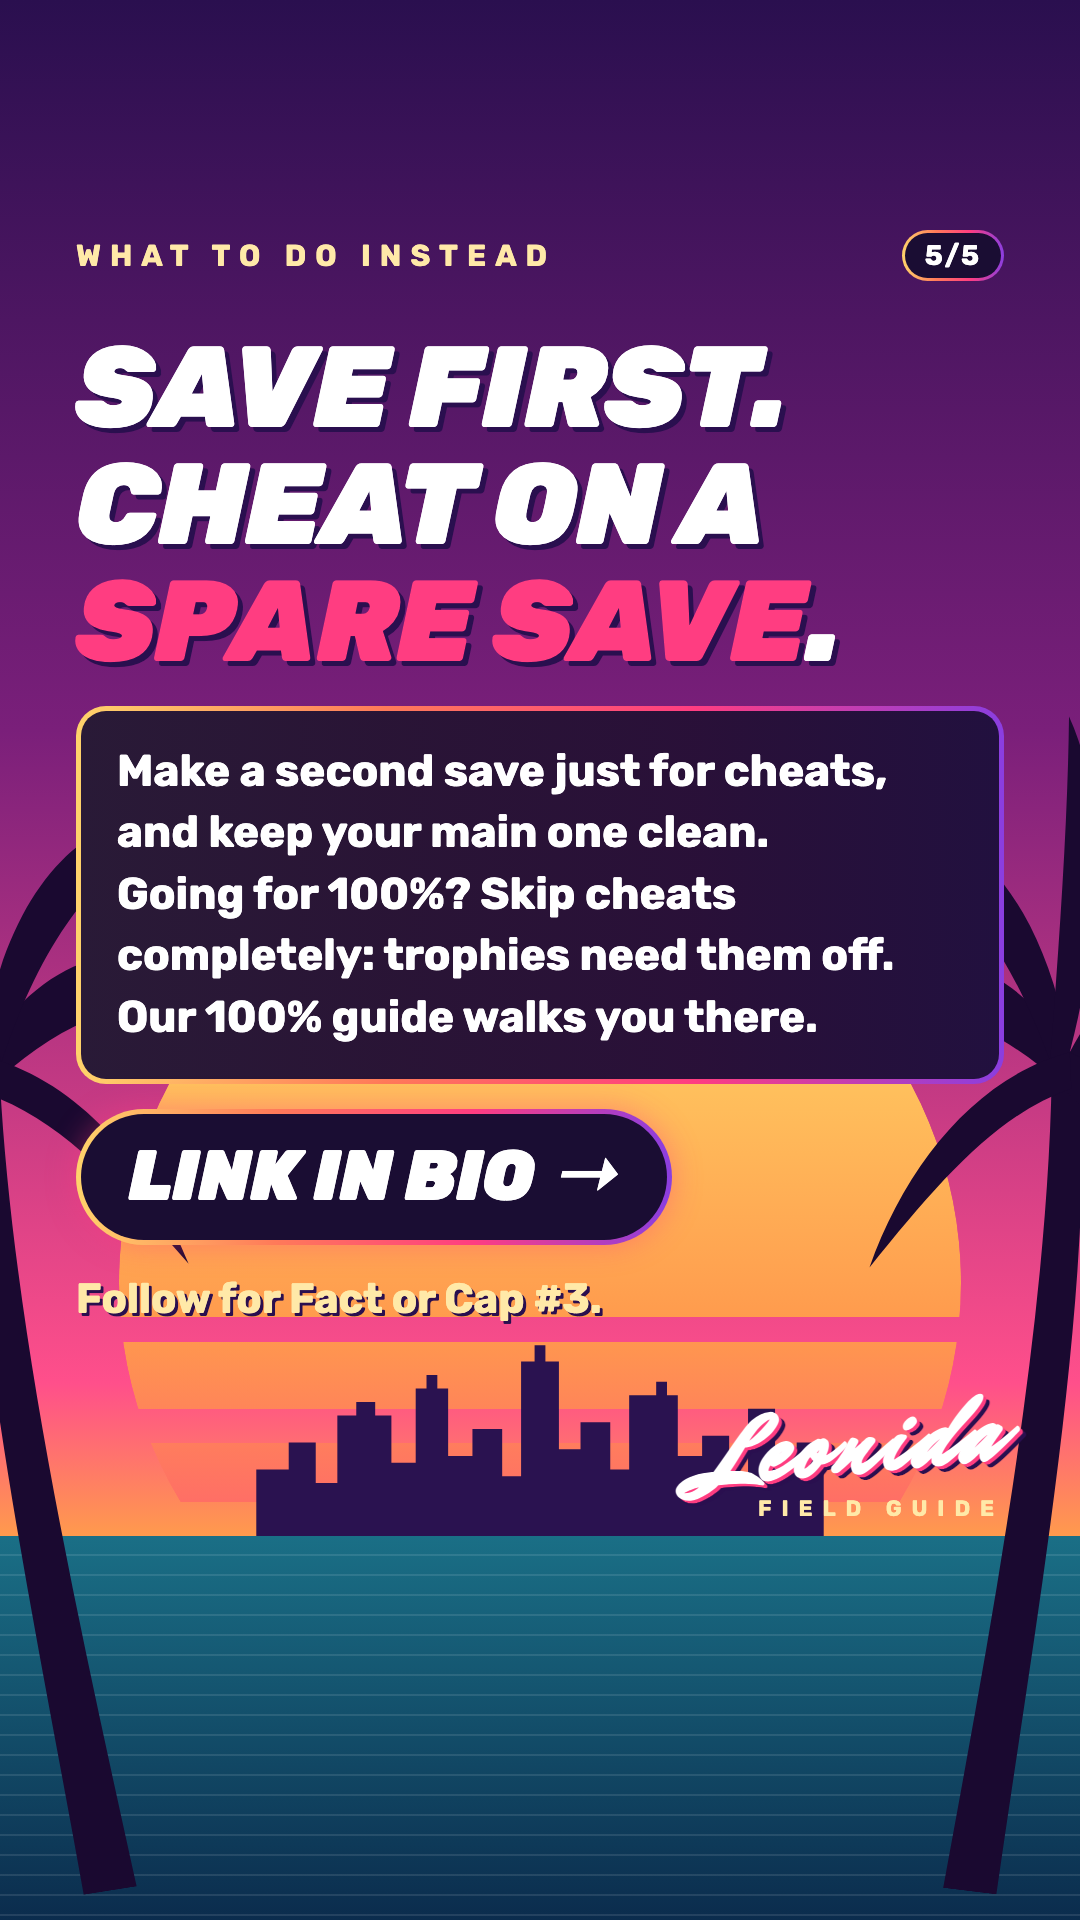 WHAT TO DO INSTEAD
5/5
SAVE FIRST.
CHEAT ON A
SPARE SAVE.
Make a second save just for cheats,
and keep your main one clean.
Going for 100%? Skip cheats
completely: trophies need them off.
Our 100% guide walks you there.
LINK IN BIO →
Follow for Fact or Cap #3.
Leonida
FIELD GUIDE